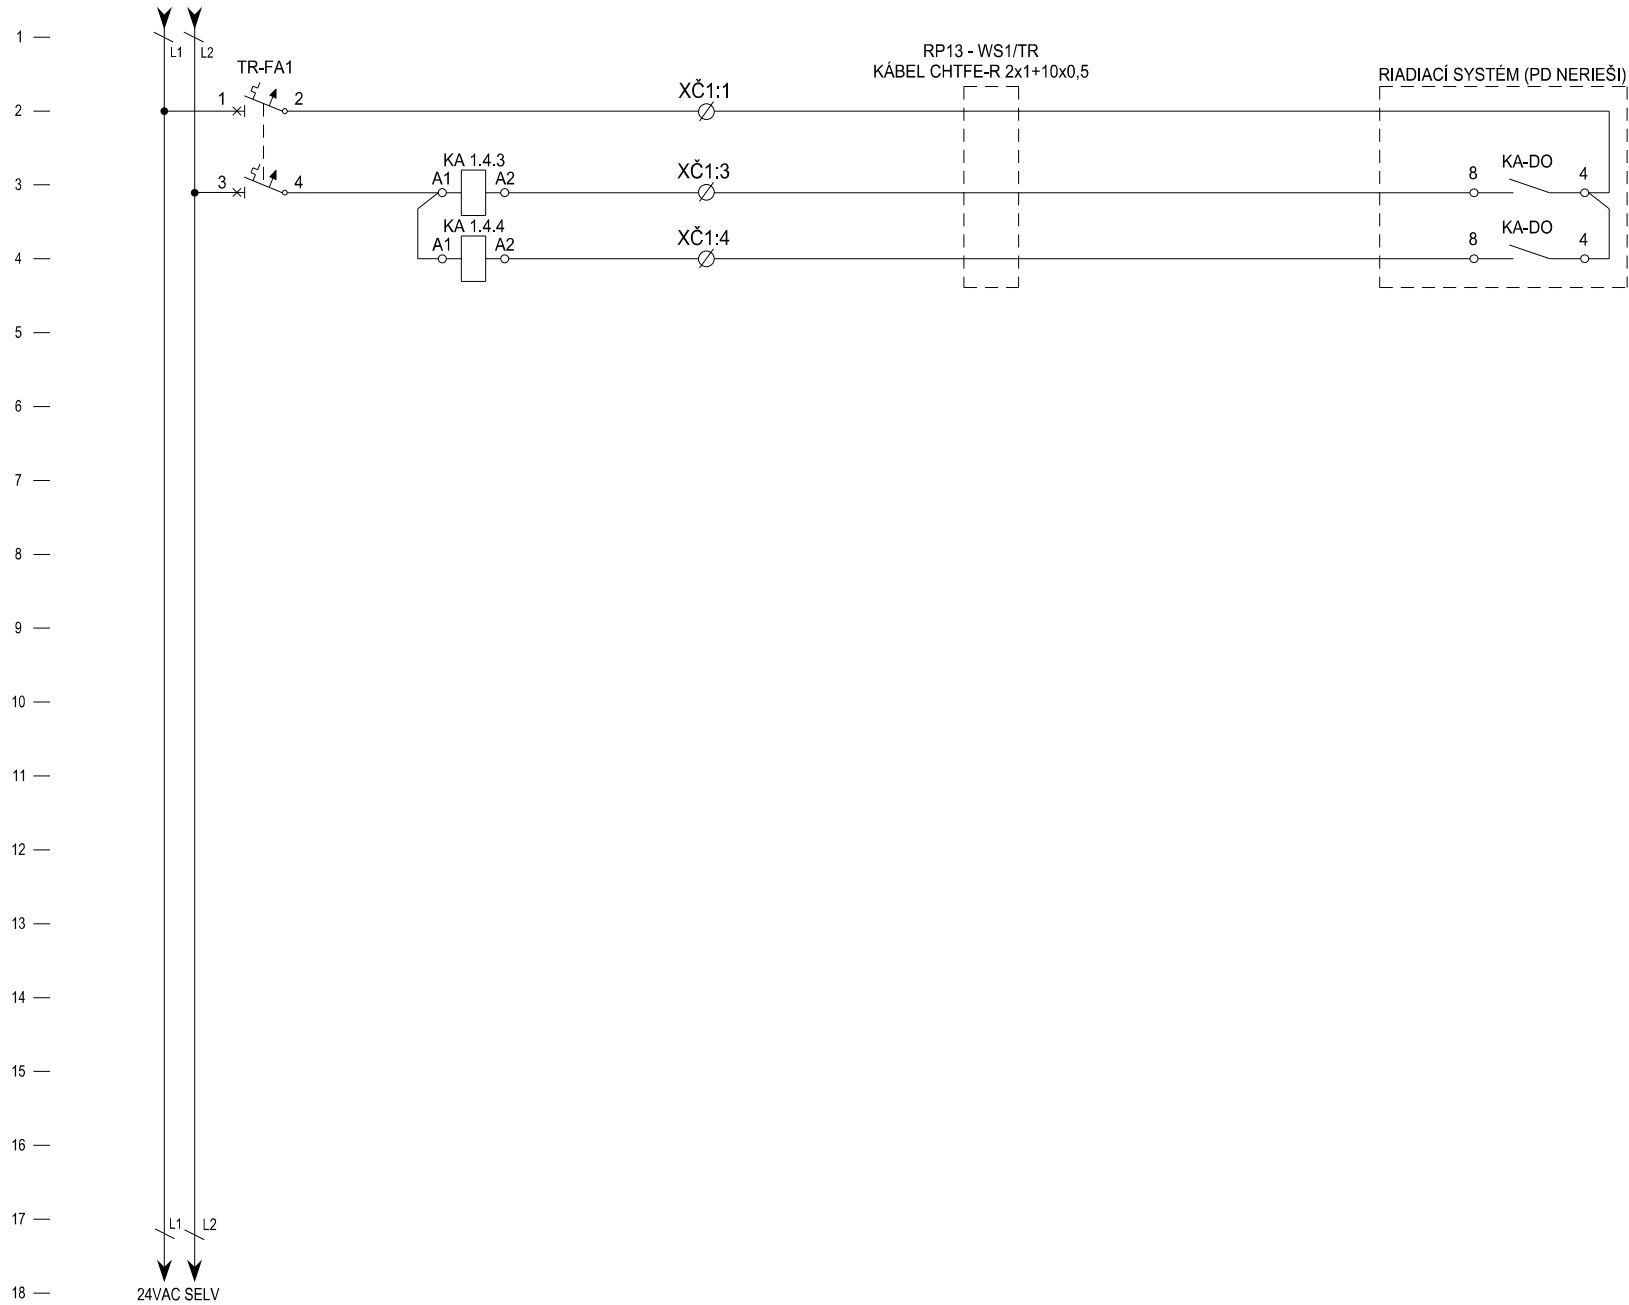 1
L1 L2
TR-FA1
RP13 - WS1/TR
KÁBEL CHTFE-R 2x1+10x0,5
RIADIACÍ SYSTÉM (PD NERIEŠI)
2
1 2
XČ1:1
3
3 4
KA 1.4.3
A1 A2
XČ1:3
8 KA-DO 4
4
KA 1.4.4
A1 A2
XČ1:4
8 KA-DO 4
5
6
7
8
9
10
11
12
13
14
15
16
17
L1 L2
18
24VAC SELV